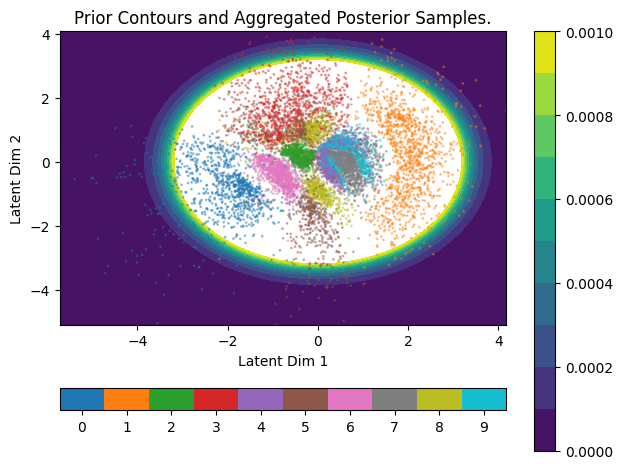 Prior Contours and Aggregated Posterior Samples.
4
2
0
−2
−4
Latent Dim 2
−4 −2 0 2 4
Latent Dim 1
0 1 2 3 4 5 6 7 8 9
0.0010
0.0008
0.0006
0.0004
0.0002
0.0000